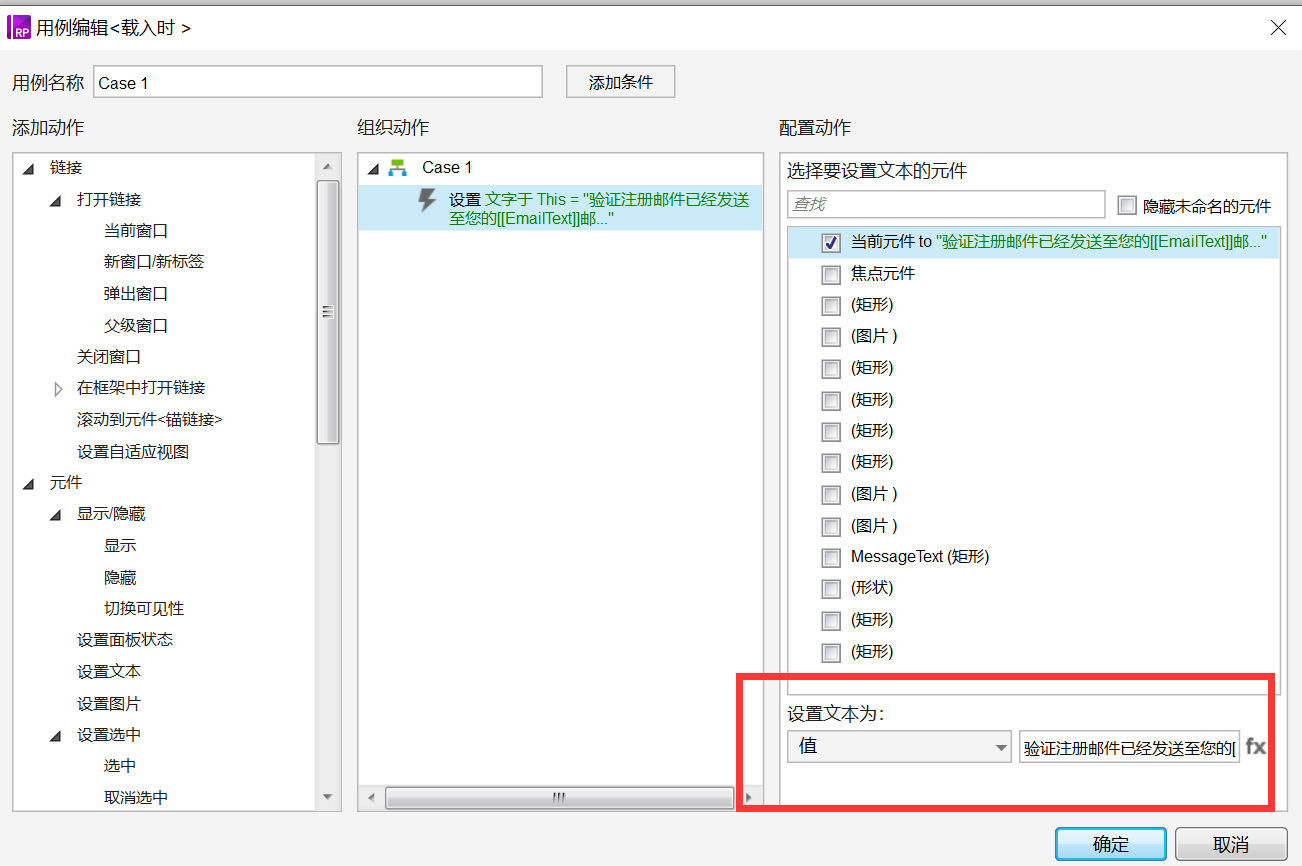 RP 用例编辑<载入时 >
用例名称 Case 1 添加条件
添加动作
链接
打开链接
当前窗口
新窗口/新标签
弹出窗口
父级窗口
关闭窗口
在框架中打开链接
滚动到元件<锚链接>
设置自适应视图
元件
显示/隐藏
显示
隐藏
切换可见性
设置面板状态
设置文本
设置图片
设置选中
选中
取消选中
组织动作
Case 1
设置 文字于 This = "验证注册邮件已经发送
至您的[[EmailText]]邮..."
配置动作
选择要设置文本的元件
查找 隐藏未命名的元件
当前元件 to "验证注册邮件已经发送至您的[[EmailText]]邮..."
焦点元件
(矩形)
(图片 )
(矩形)
(矩形)
(矩形)
(矩形)
(图片 )
(图片 )
MessageText (矩形)
(形状)
(矩形)
(矩形)
设置文本为:
值 验证注册邮件已经发送至您的[ fx
确定 取消